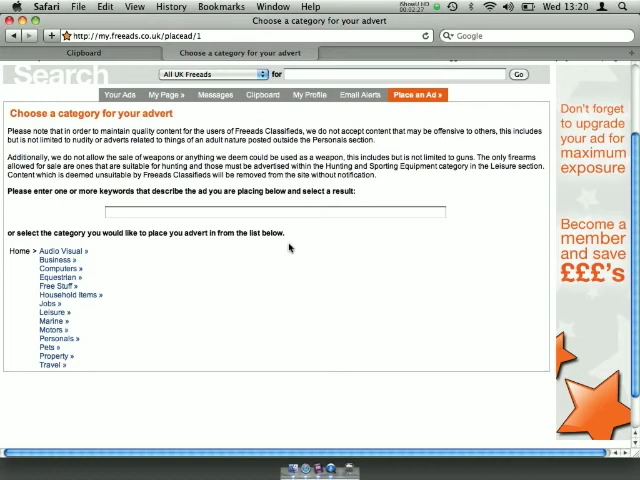 Safari File Edit View History Bookmarks Window Help iShowU HD 00:02:27 Wed 13:20
Choose a category for your advert
http://my.freeads.co.uk/placead/1 Google
Clipboard Choose a category for your advert
Search All UK Freeads for Go
Your Ads My Page » Messages Clipboard My Profile Email Alerts Place an Ad »
Choose a category for your advert
Please note that in order to maintain quality content for the users of Freeads Classifieds, we do not accept content that may be offensive to others, this includes
but is not limited to nudity or adverts related to things of an adult nature posted outside the Personals section.
Additionally, we do not allow the sale of weapons or anything we deem could be used as a weapon, this includes but is not limited to guns. The only firearms
allowed for sale are ones that are suitable for hunting and those must be advertised within the Hunting and Sporting Equipment category in the Leisure section.
Content which is deemed unsuitable by Freeads Classifieds will be removed from the site without notification.
Please enter one or more keywords that describe the ad you are placing below and select a result:
or select the category you would like to place you advert in from the list below.
Home > Audio Visual »
Business »
Computers »
Equestrian »
Free Stuff »
Household Items »
Jobs »
Leisure »
Marine »
Motors »
Personals »
Pets »
Property »
Travel »
Don't forget
to upgrade
your ad for
maximum
exposure
Become a
member
and save
£££'s